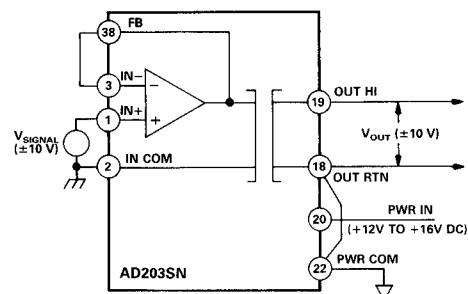 38 FB
3 IN−
1 IN+
V_SIGNAL
(±10 V)
2 IN COM
−
+
19 OUT HI
V_OUT (±10 V)
18 OUT RTN
PWR IN
20
(+12V TO +16V DC)
22 PWR COM
AD203SN